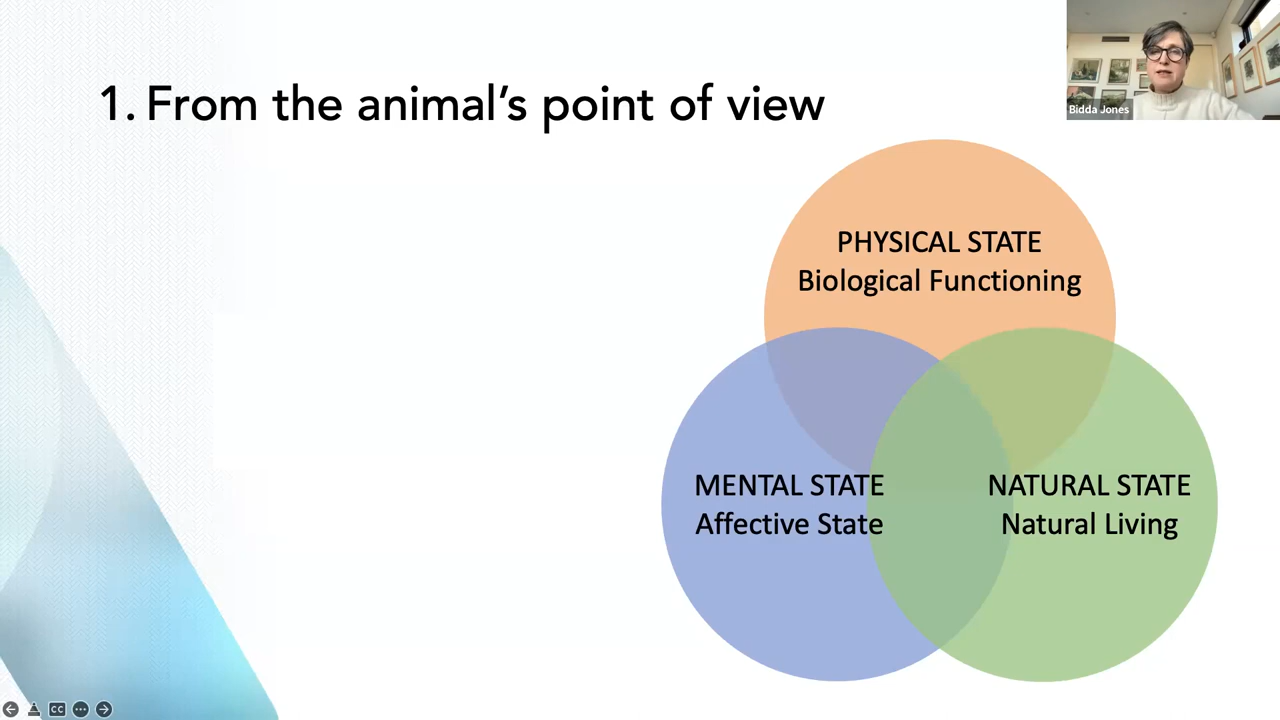 1. From the animal's point of view
Bidda Jones
PHYSICAL STATE
Biological Functioning
MENTAL STATE
Affective State
NATURAL STATE
Natural Living
CC